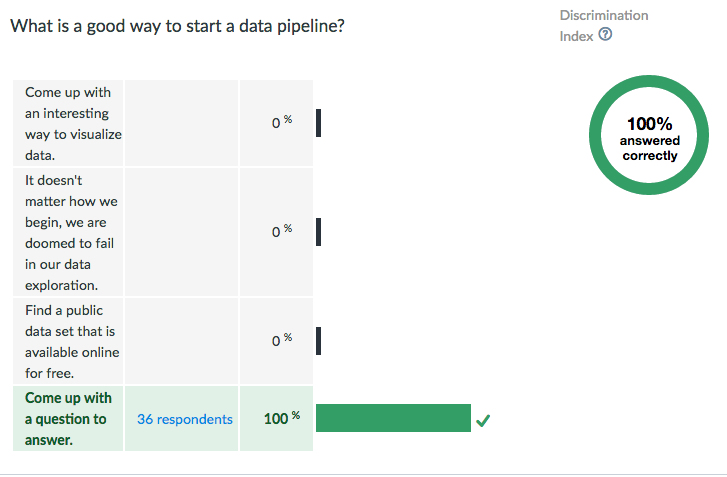 What is a good way to start a data pipeline?
Discrimination
Index ?
Come up with
an interesting
way to visualize
data.
0 %
It doesn't
matter how we
begin, we are
doomed to fail
in our data
exploration.
0 %
Find a public
data set that is
available online
for free.
0 %
Come up with
a question to
answer.
36 respondents
100 %
100%
answered
correctly